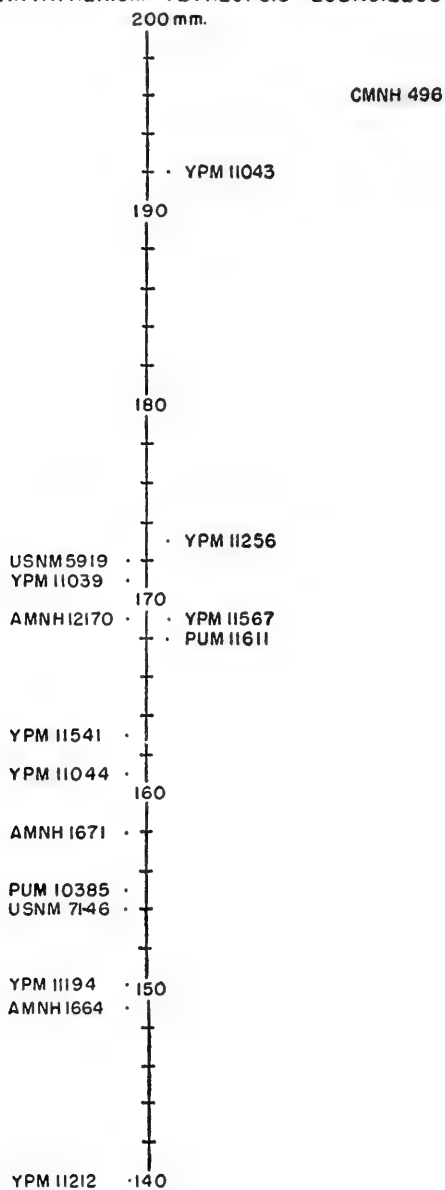 200 mm.
CMNH 496
YPM 11043
190
180
YPM 11256
USNM 5919
YPM 11039
170
AMNH 12170
YPM 11567
PUM 11611
YPM 11541
YPM 11044
160
AMNH 1671
PUM 10385
USNM 7146
YPM 11194
150
AMNH 1664
YPM 11212
140